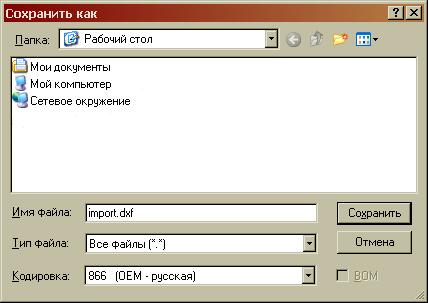 Сохранить как
Папка: Рабочий стол
Мои документы
Мой компьютер
Сетевое окружение
Имя файла: import.dxf Сохранить
Тип файла: Все файлы (*.*) Отмена
Кодировка: 866 (OEM - русская) BOM